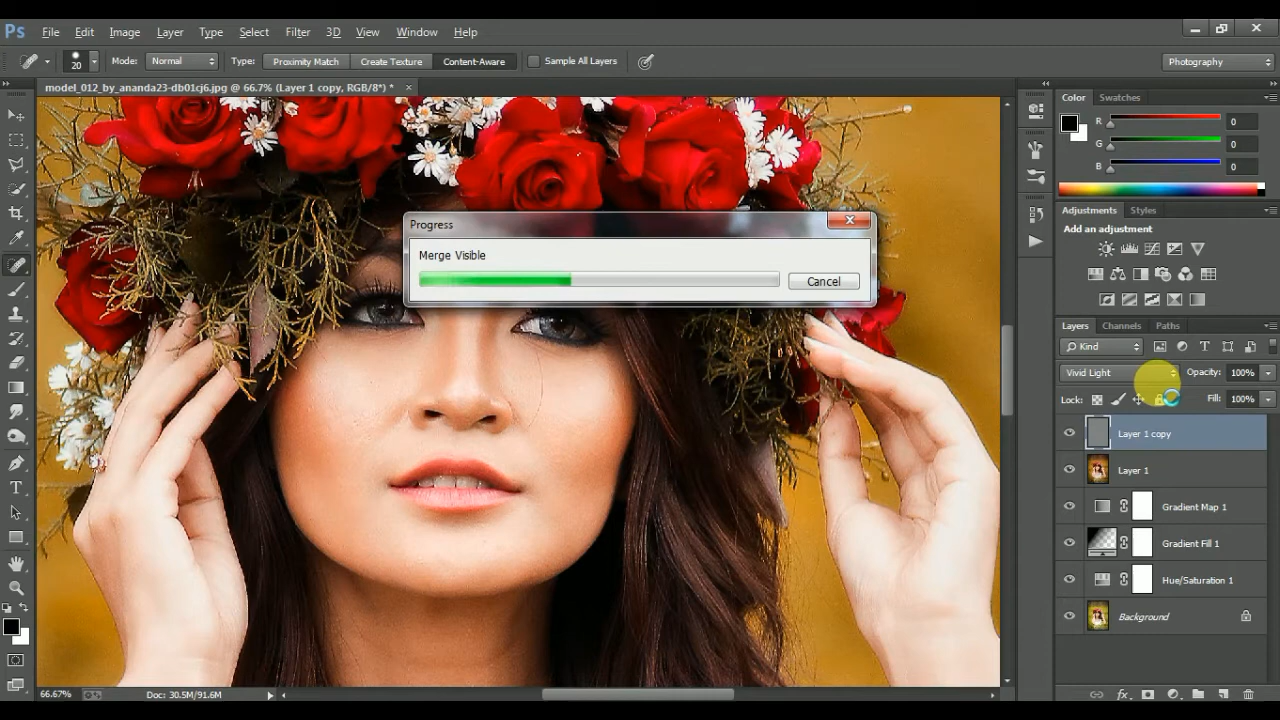 Ps File Edit Image Layer Type Select Filter 3D View Window Help
20 Mode: Normal Type: Proximity Match Create Texture Content-Aware Sample All Layers Photography
model_012_by_ananda23-db01cj6.jpg @ 66.7% (Layer 1 copy, RGB/8*) *
Color Swatches
R 0
G 0
B 0
Adjustments Styles
Add an adjustment
Progress
Merge Visible
Cancel
Layers Channels Paths
Kind
Vivid Light Opacity: 100%
Lock: Fill: 100%
Layer 1 copy
Layer 1
Gradient Map 1
Gradient Fill 1
Hue/Saturation 1
Background
66.67% Doc: 30.5M/91.6M
fx